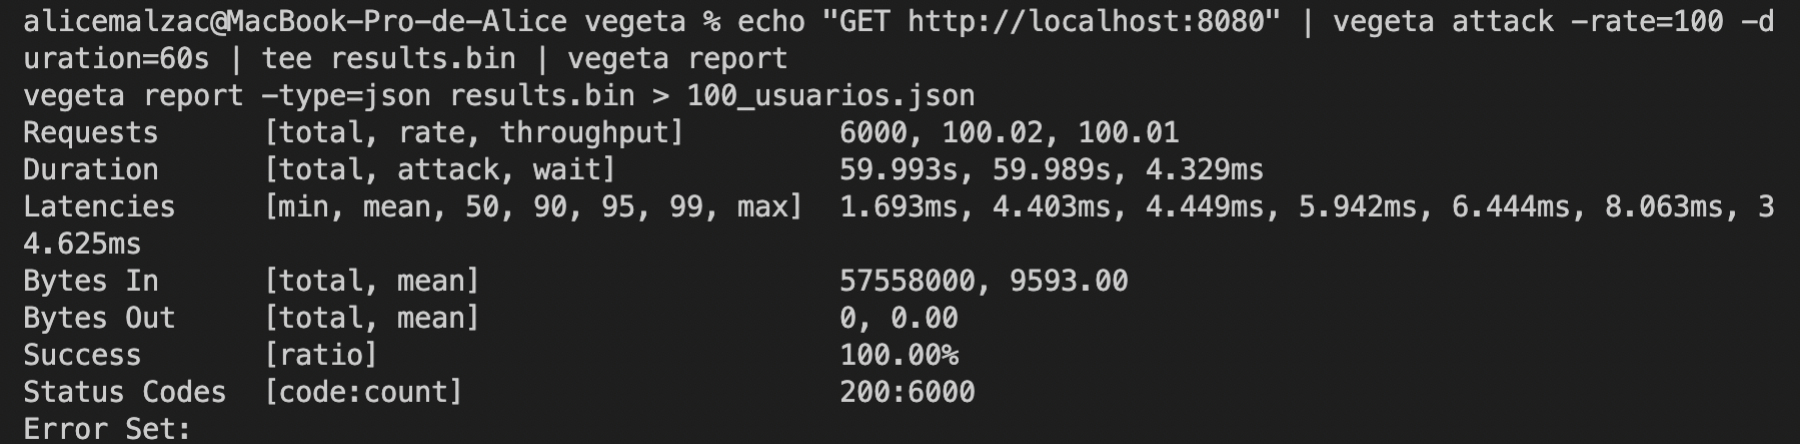 alicemalzac@MacBook-Pro-de-Alice vegeta % echo "GET http://localhost:8080" | vegeta attack -rate=100 -d
uration=60s | tee results.bin | vegeta report
vegeta report -type=json results.bin > 100_usuarios.json
Requests      [total, rate, throughput]         6000, 100.02, 100.01
Duration      [total, attack, wait]             59.993s, 59.989s, 4.329ms
Latencies     [min, mean, 50, 90, 95, 99, max]  1.693ms, 4.403ms, 4.449ms, 5.942ms, 6.444ms, 8.063ms, 3
4.625ms
Bytes In      [total, mean]                     57558000, 9593.00
Bytes Out     [total, mean]                     0, 0.00
Success       [ratio]                           100.00%
Status Codes  [code:count]                      200:6000
Error Set: